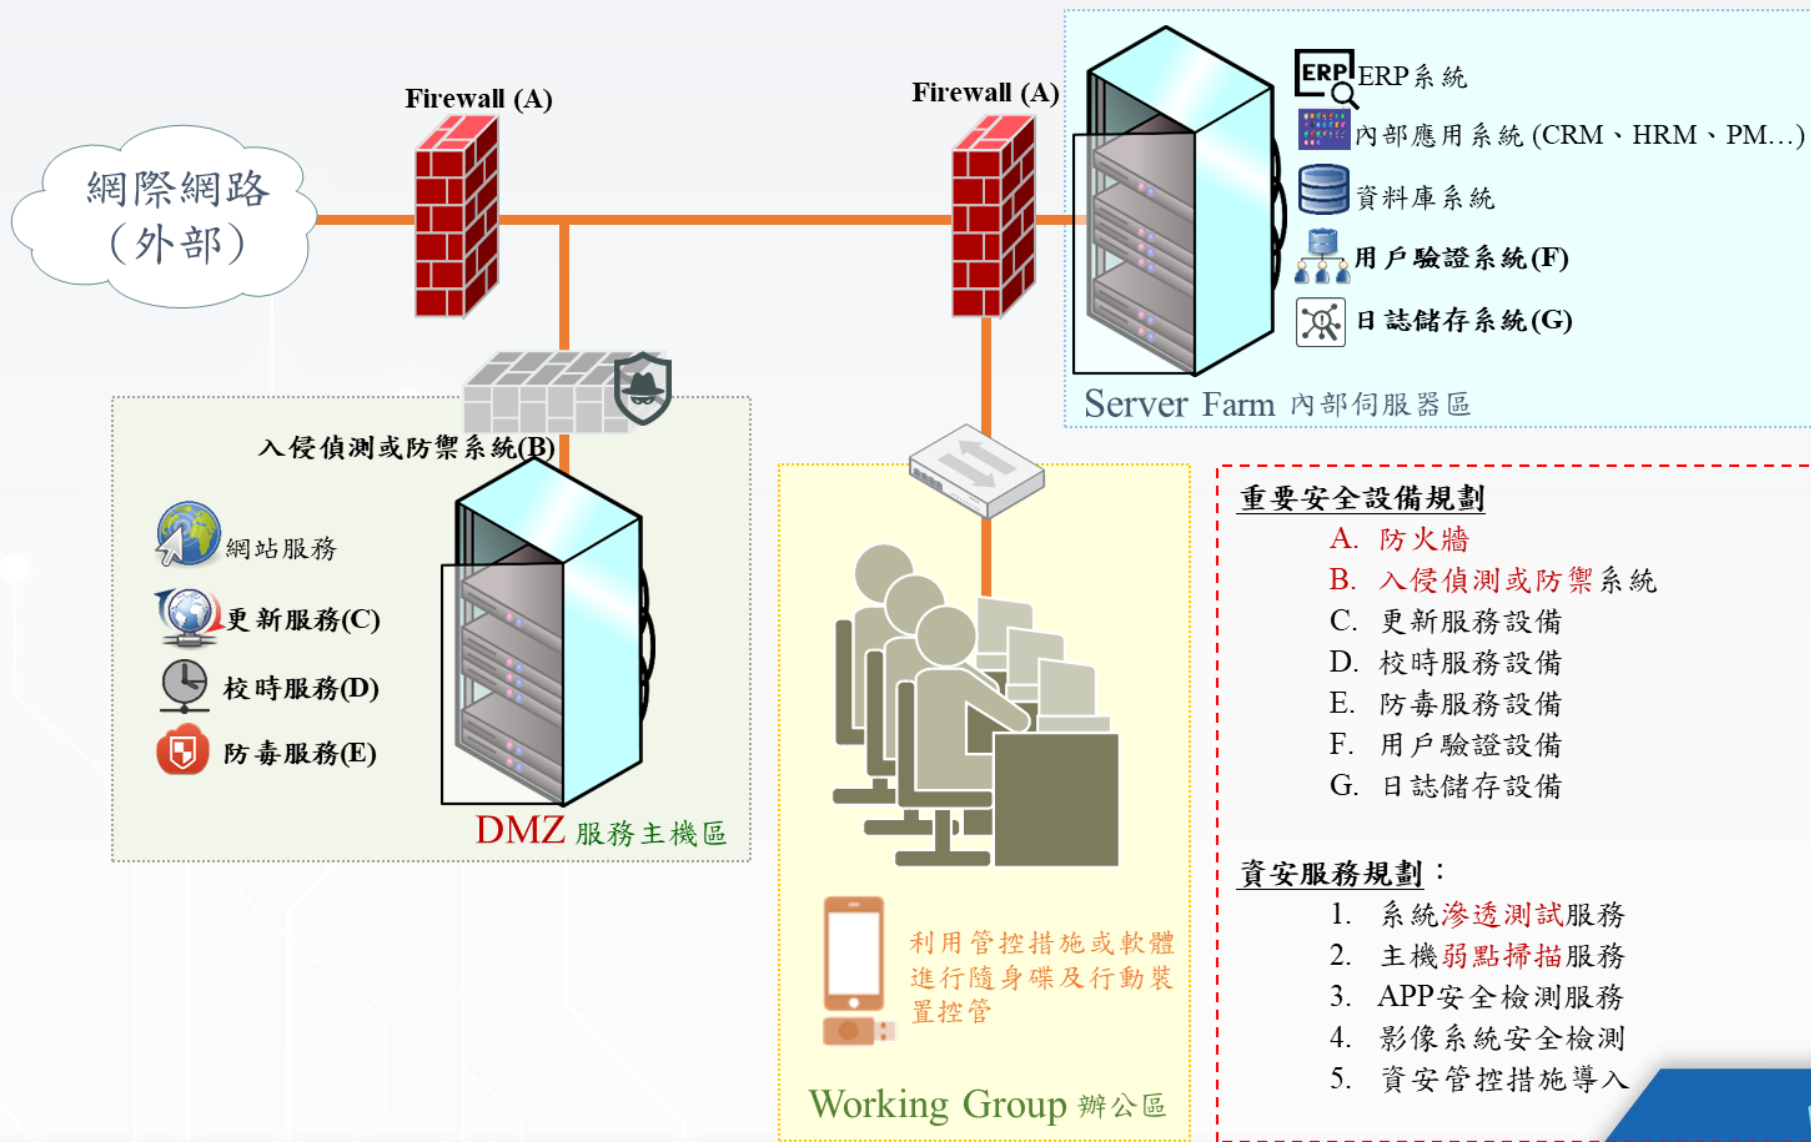 Firewall (A)
Firewall (A)
網際網路
（外部）
ERP
ERP系統
內部應用系統 (CRM、HRM、PM...)
資料庫系統
用戶驗證系統(F)
日誌儲存系統(G)
Server Farm 內部伺服器區
入侵偵測或防禦系統(B)
網站服務
更新服務(C)
校時服務(D)
防毒服務(E)
DMZ 服務主機區
利用管控措施或軟體
進行隨身碟及行動裝
置控管
Working Group 辦公區
重要安全設備規劃
A. 防火牆
B. 入侵偵測或防禦系統
C. 更新服務設備
D. 校時服務設備
E. 防毒服務設備
F. 用戶驗證設備
G. 日誌儲存設備
資安服務規劃：
1. 系統滲透測試服務
2. 主機弱點掃描服務
3. APP安全檢測服務
4. 影像系統安全檢測
5. 資安管控措施導入